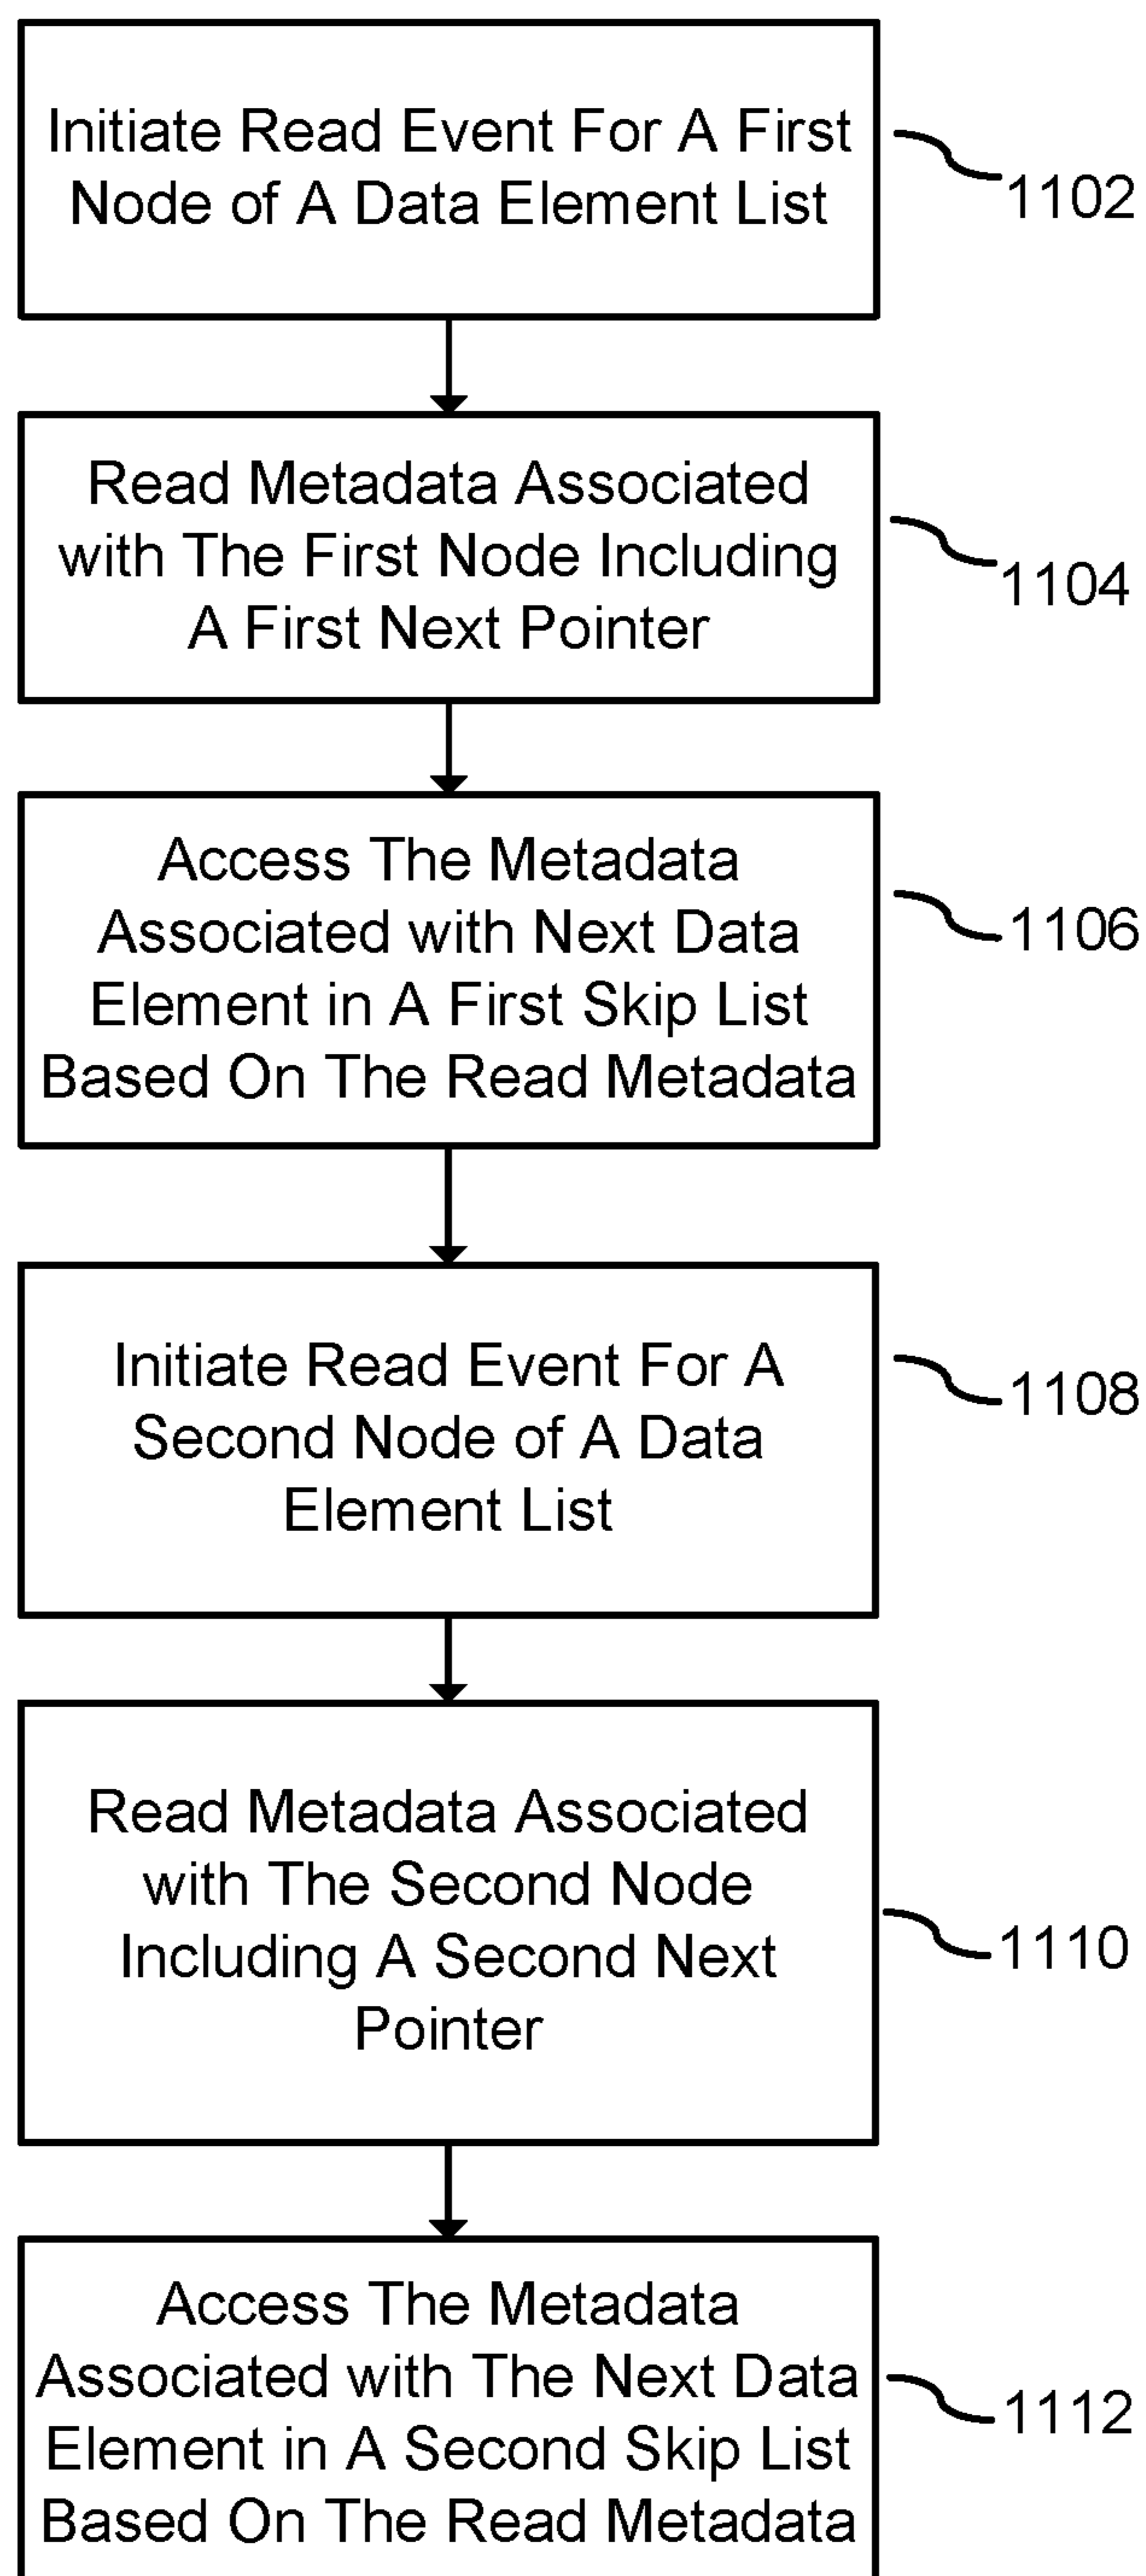 Initiate Read Event For A First
Node of A Data Element List
1102
Read Metadata Associated
with The First Node Including
A First Next Pointer
1104
Access The Metadata
Associated with Next Data
Element in A First Skip List
Based On The Read Metadata
1106
Initiate Read Event For A
Second Node of A Data
Element List
1108
Read Metadata Associated
with The Second Node
Including A Second Next
Pointer
1110
Access The Metadata
Associated with The Next Data
Element in A Second Skip List
Based On The Read Metadata
1112